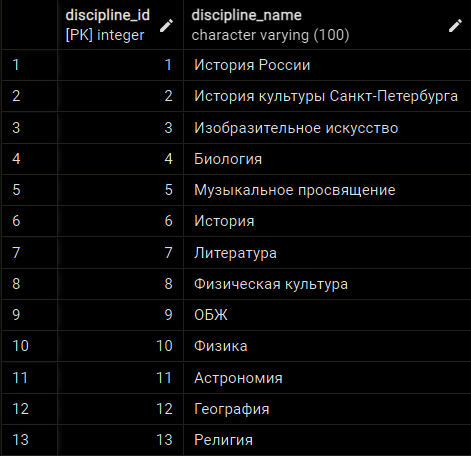 discipline_id discipline_name
[PK] integer character varying (100)
1 1 История России
2 2 История культуры Санкт-Петербурга
3 3 Изобразительное искусство
4 4 Биология
5 5 Музыкальное просвящение
6 6 История
7 7 Литература
8 8 Физическая культура
9 9 ОБЖ
10 10 Физика
11 11 Астрономия
12 12 География
13 13 Религия